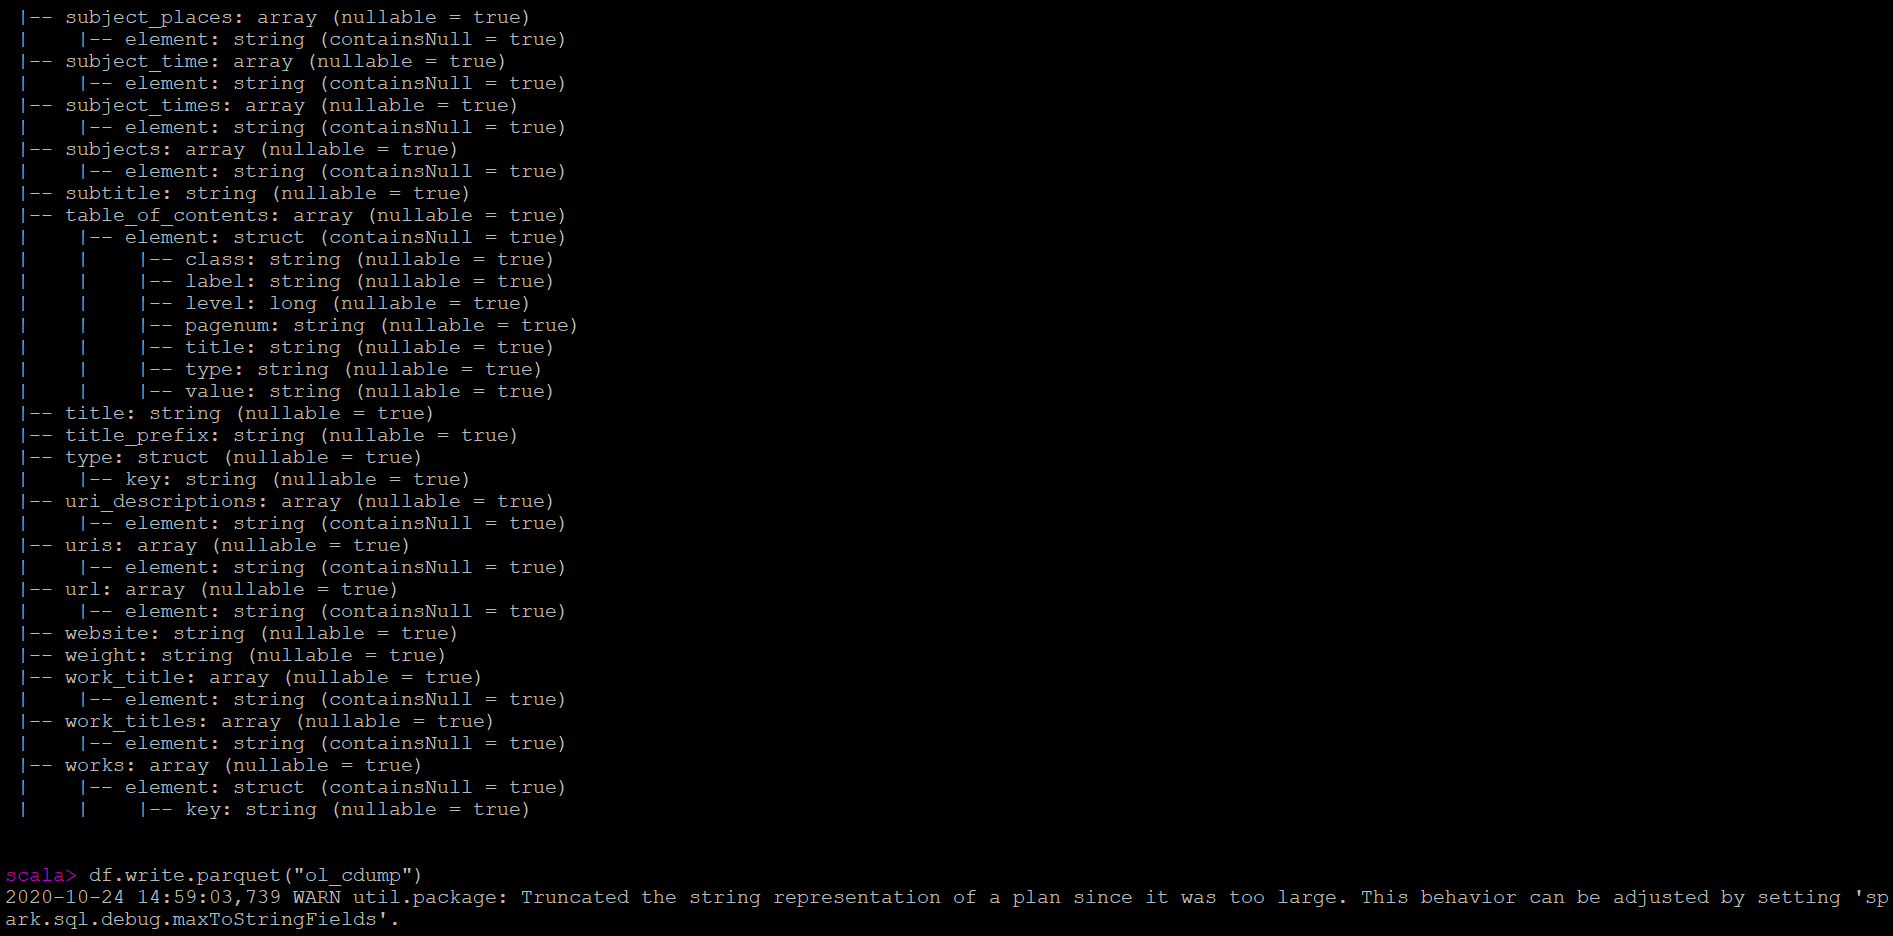 |-- subject_places: array (nullable = true)
|    |-- element: string (containsNull = true)
|-- subject_time: array (nullable = true)
|    |-- element: string (containsNull = true)
|-- subject_times: array (nullable = true)
|    |-- element: string (containsNull = true)
|-- subjects: array (nullable = true)
|    |-- element: string (containsNull = true)
|-- subtitle: string (nullable = true)
|-- table_of_contents: array (nullable = true)
|    |-- element: struct (containsNull = true)
|    |    |-- class: string (nullable = true)
|    |    |-- label: string (nullable = true)
|    |    |-- level: long (nullable = true)
|    |    |-- pagenum: string (nullable = true)
|    |    |-- title: string (nullable = true)
|    |    |-- type: string (nullable = true)
|    |    |-- value: string (nullable = true)
|-- title: string (nullable = true)
|-- title_prefix: string (nullable = true)
|-- type: struct (nullable = true)
|    |-- key: string (nullable = true)
|-- uri_descriptions: array (nullable = true)
|    |-- element: string (containsNull = true)
|-- uris: array (nullable = true)
|    |-- element: string (containsNull = true)
|-- url: array (nullable = true)
|    |-- element: string (containsNull = true)
|-- website: string (nullable = true)
|-- weight: string (nullable = true)
|-- work_title: array (nullable = true)
|    |-- element: string (containsNull = true)
|-- work_titles: array (nullable = true)
|    |-- element: string (containsNull = true)
|-- works: array (nullable = true)
|    |-- element: struct (containsNull = true)
|    |    |-- key: string (nullable = true)
scala> df.write.parquet("ol_cdump")
2020-10-24 14:59:03,739 WARN util.package: Truncated the string representation of a plan since it was too large. This behavior can be adjusted by setting 'sp
ark.sql.debug.maxToStringFields'.